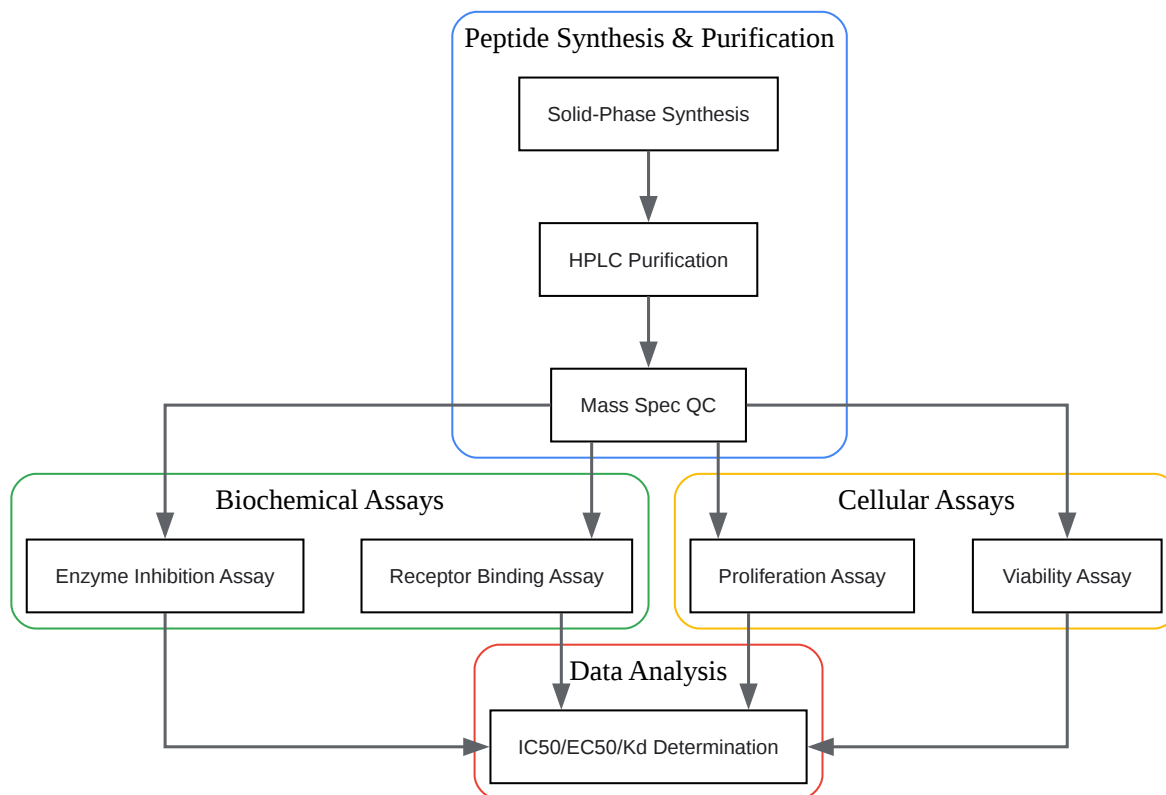 Peptide Synthesis & Purification
Solid-Phase Synthesis
HPLC Purification
Mass Spec QC
Biochemical Assays
Cellular Assays
Enzyme Inhibition Assay
Receptor Binding Assay
Proliferation Assay
Viability Assay
Data Analysis
IC50/EC50/Kd Determination